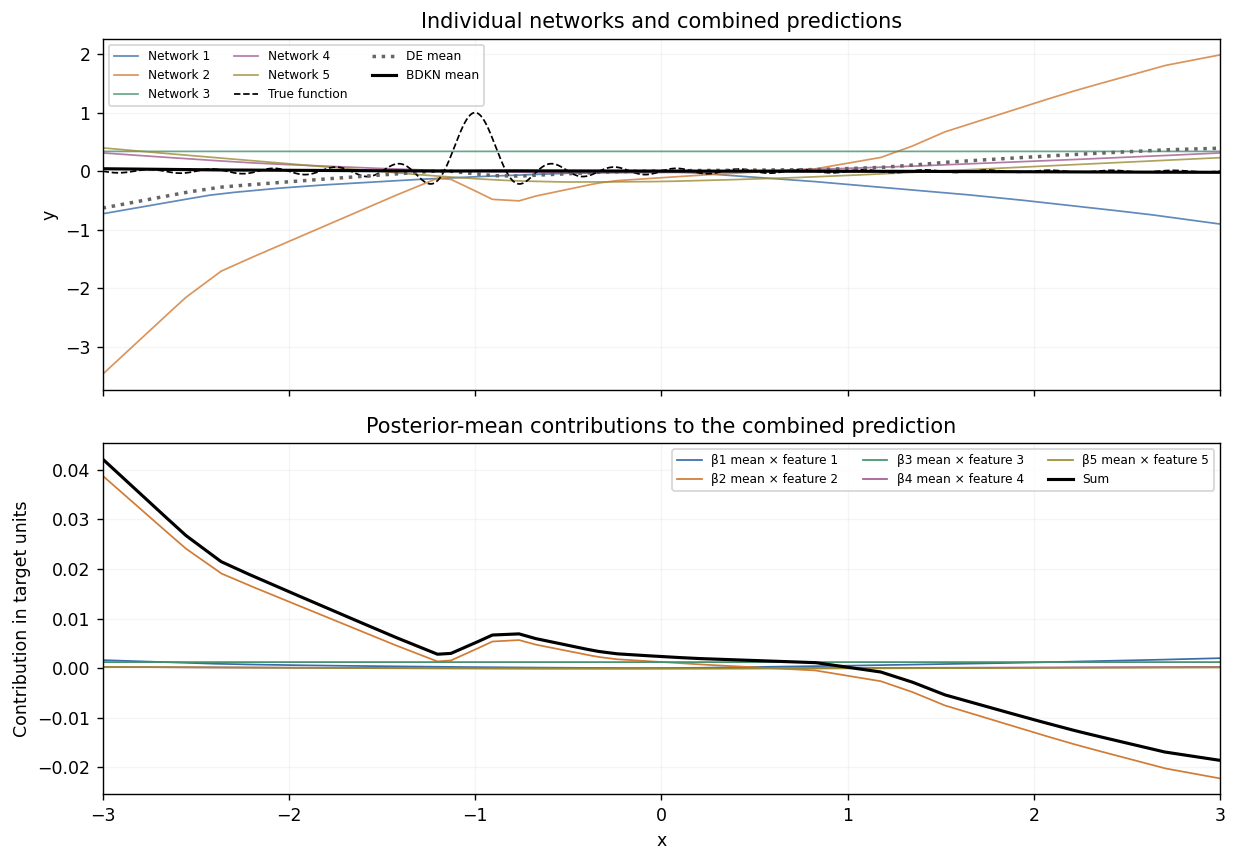 Individual networks and combined predictions
Network 1
Network 2
Network 3
Network 4
Network 5
True function
DE mean
BDKN mean
y
2
1
0
−1
−2
−3
Posterior-mean contributions to the combined prediction
β1 mean × feature 1
β2 mean × feature 2
β3 mean × feature 3
β4 mean × feature 4
β5 mean × feature 5
Sum
Contribution in target units
0.04
0.03
0.02
0.01
0.00
−0.01
−0.02
−3 −2 −1 0 1 2 3
x